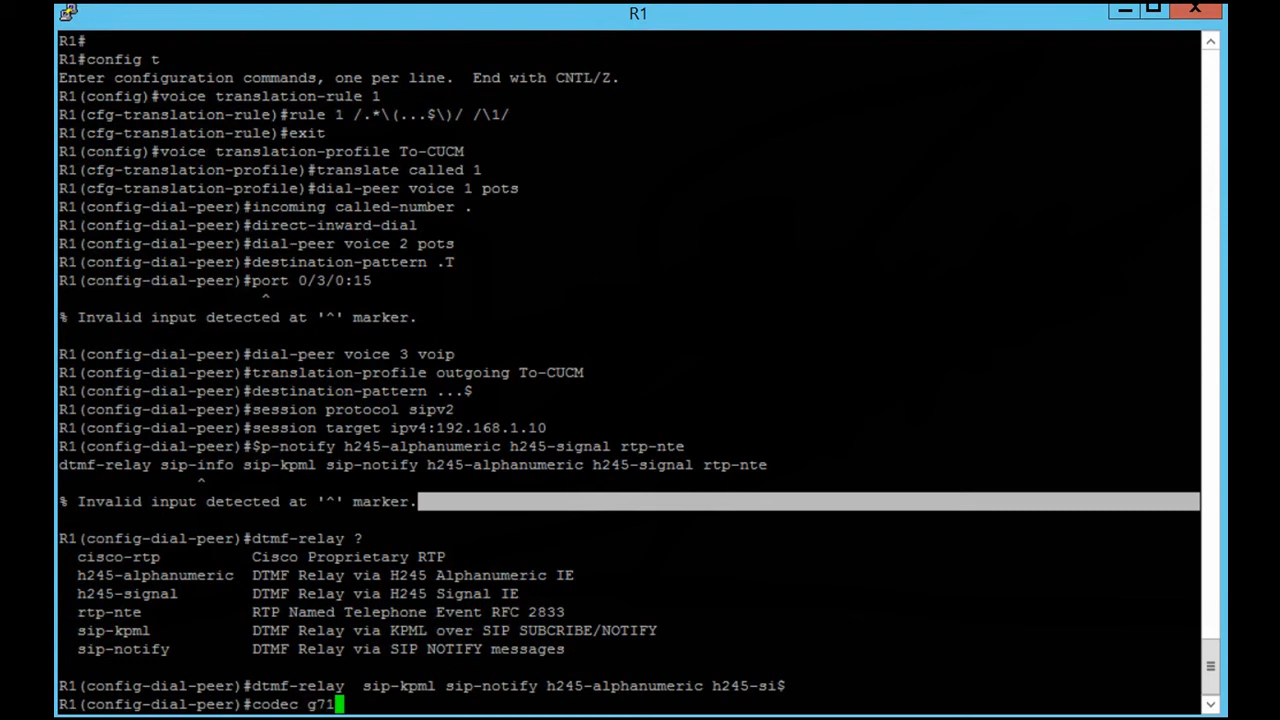 R1
R1#
R1#config t
Enter configuration commands, one per line.  End with CNTL/Z.
R1(config)#voice translation-rule 1
R1(cfg-translation-rule)#rule 1 /.*\(...$\)/ /\1/
R1(cfg-translation-rule)#exit
R1(config)#voice translation-profile To-CUCM
R1(cfg-translation-profile)#translate called 1
R1(cfg-translation-profile)#dial-peer voice 1 pots
R1(config-dial-peer)#incoming called-number .
R1(config-dial-peer)#direct-inward-dial
R1(config-dial-peer)#dial-peer voice 2 pots
R1(config-dial-peer)#destination-pattern .T
R1(config-dial-peer)#port 0/3/0:15
^
% Invalid input detected at '^' marker.
R1(config-dial-peer)#dial-peer voice 3 voip
R1(config-dial-peer)#translation-profile outgoing To-CUCM
R1(config-dial-peer)#destination-pattern ...$
R1(config-dial-peer)#session protocol sipv2
R1(config-dial-peer)#session target ipv4:192.168.1.10
R1(config-dial-peer)#$p-notify h245-alphanumeric h245-signal rtp-nte
dtmf-relay sip-info sip-kpml sip-notify h245-alphanumeric h245-signal rtp-nte
^
% Invalid input detected at '^' marker.
R1(config-dial-peer)#dtmf-relay ?
cisco-rtp          Cisco Proprietary RTP
h245-alphanumeric  DTMF Relay via H245 Alphanumeric IE
h245-signal        DTMF Relay via H245 Signal IE
rtp-nte            RTP Named Telephone Event RFC 2833
sip-kpml           DTMF Relay via KPML over SIP SUBCRIBE/NOTIFY
sip-notify         DTMF Relay via SIP NOTIFY messages
R1(config-dial-peer)#dtmf-relay  sip-kpml sip-notify h245-alphanumeric h245-si$
R1(config-dial-peer)#codec g71